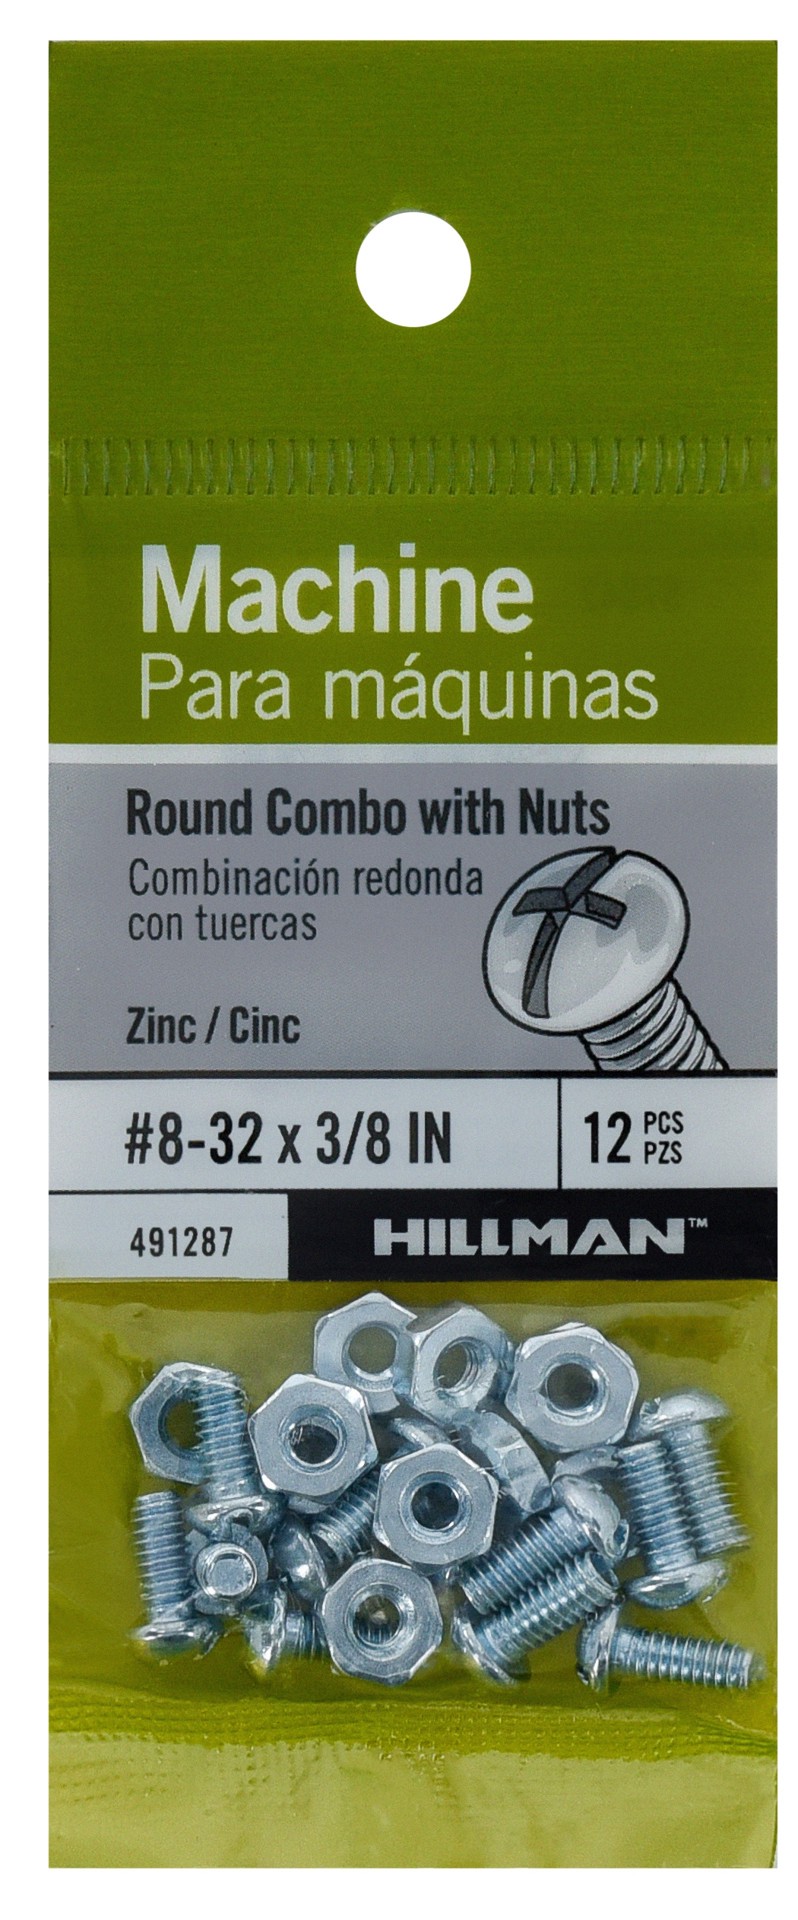 Machine
Para máquinas
Round Combo with Nuts
Combinación redonda
con tuercas
Zinc / Cinc
#8-32 x 3/8 IN
12 PCS
PZS
491287
HILLMAN™